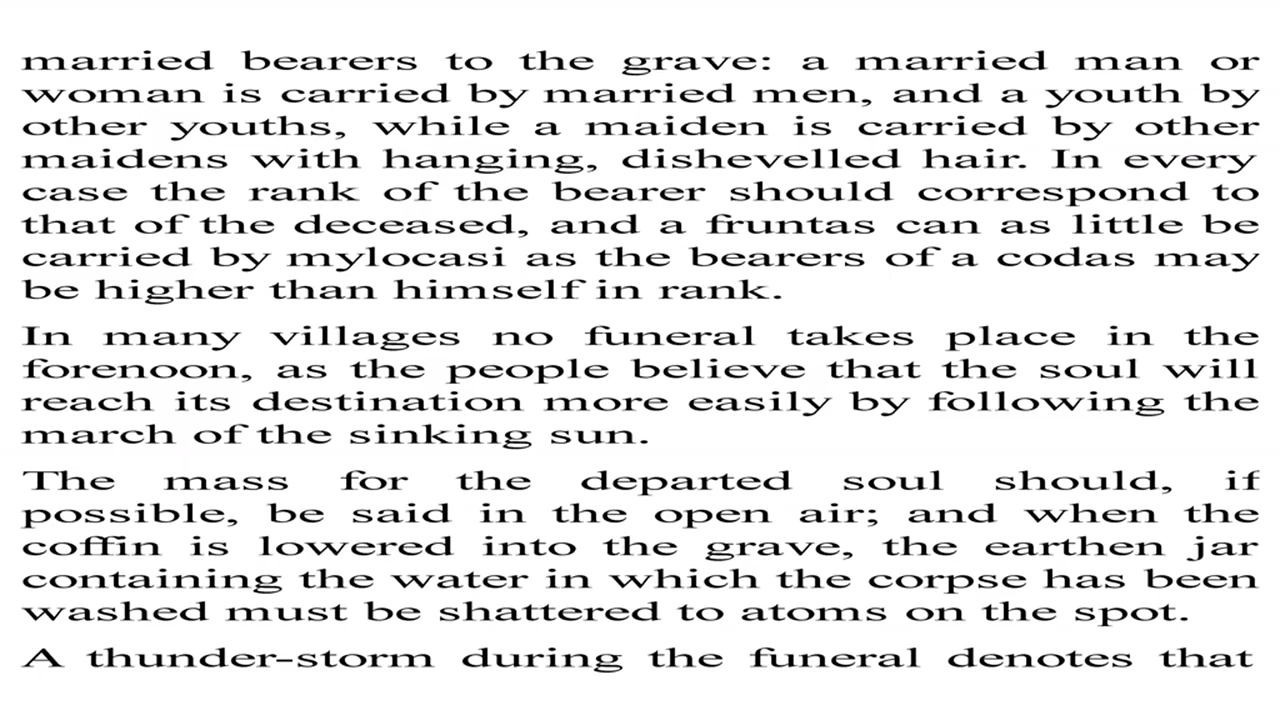 married bearers to the grave: a married man or
woman is carried by married men, and a youth by
other youths, while a maiden is carried by other
maidens with hanging, dishevelled hair. In every
case the rank of the bearer should correspond to
that of the deceased, and a fruntas can as little be
carried by mylocasi as the bearers of a codas may
be higher than himself in rank.
In many villages no funeral takes place in the
forenoon, as the people believe that the soul will
reach its destination more easily by following the
march of the sinking sun.
The mass for the departed soul should, if
possible, be said in the open air; and when the
coffin is lowered into the grave, the earthen jar
containing the water in which the corpse has been
washed must be shattered to atoms on the spot.
A thunder-storm during the funeral denotes that